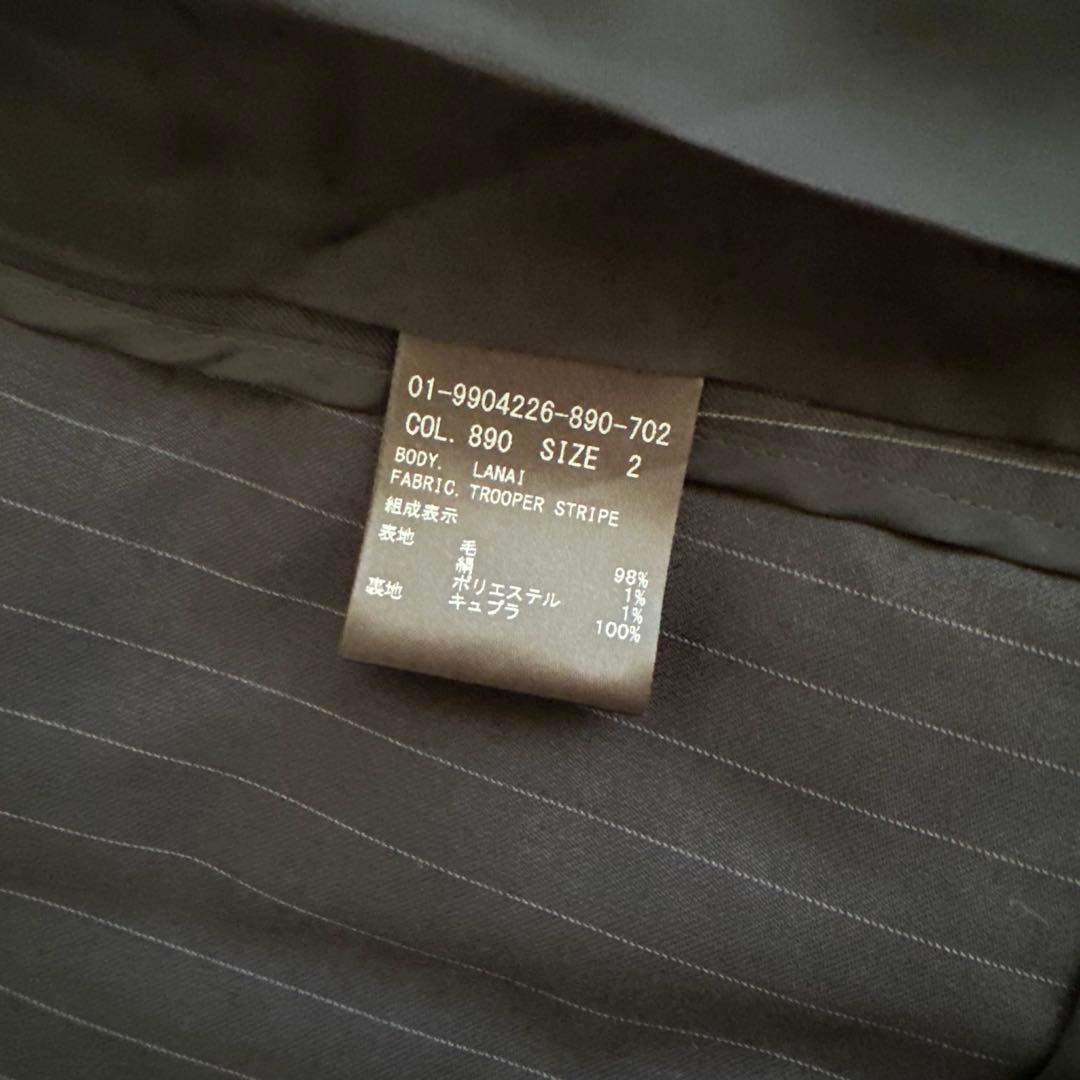 01-9904226-890-702
COL. 890 SIZE 2
BODY. LANAI
FABRIC. TROOPER STRIPE
組成表示
表地 毛 98%
絹 1%
ポリエステル 1%
裏地 キュプラ 100%